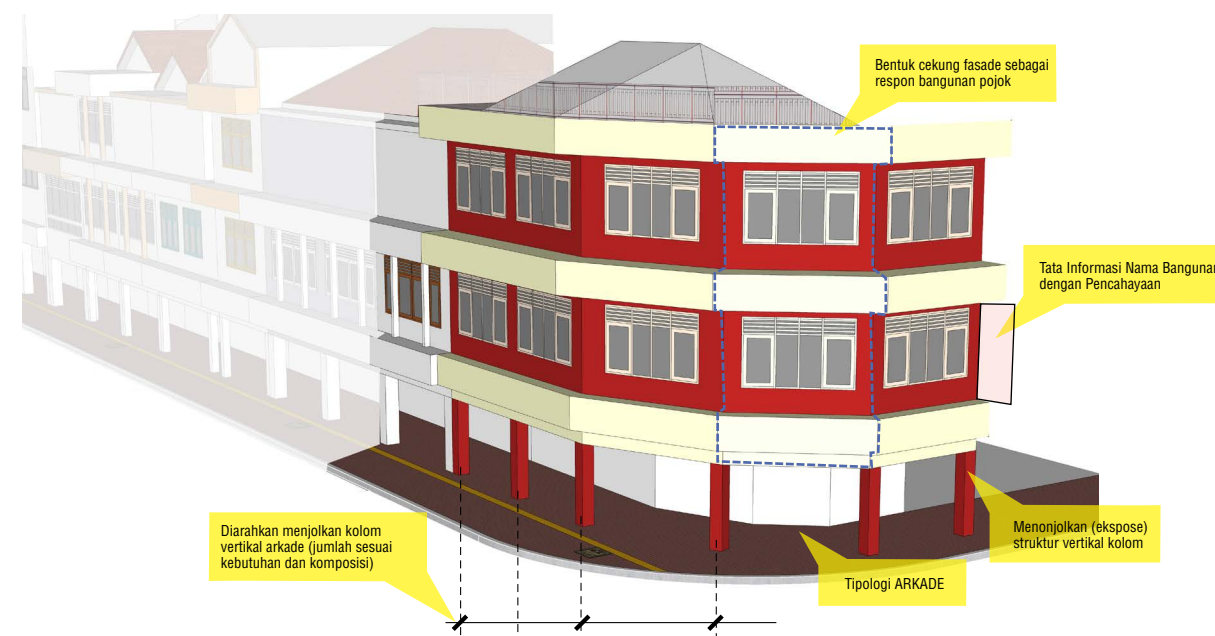 Bentuk cekung fasade sebagai
respon bangunan pojok
Tata Informasi Nama Bangunan
dengan Pencahayaan
Diarahkan menjolkan kolom
vertikal arkade (jumlah sesuai
kebutuhan dan komposisi)
Menonjolkan (ekspose)
struktur vertikal kolom
Tipologi ARKADE